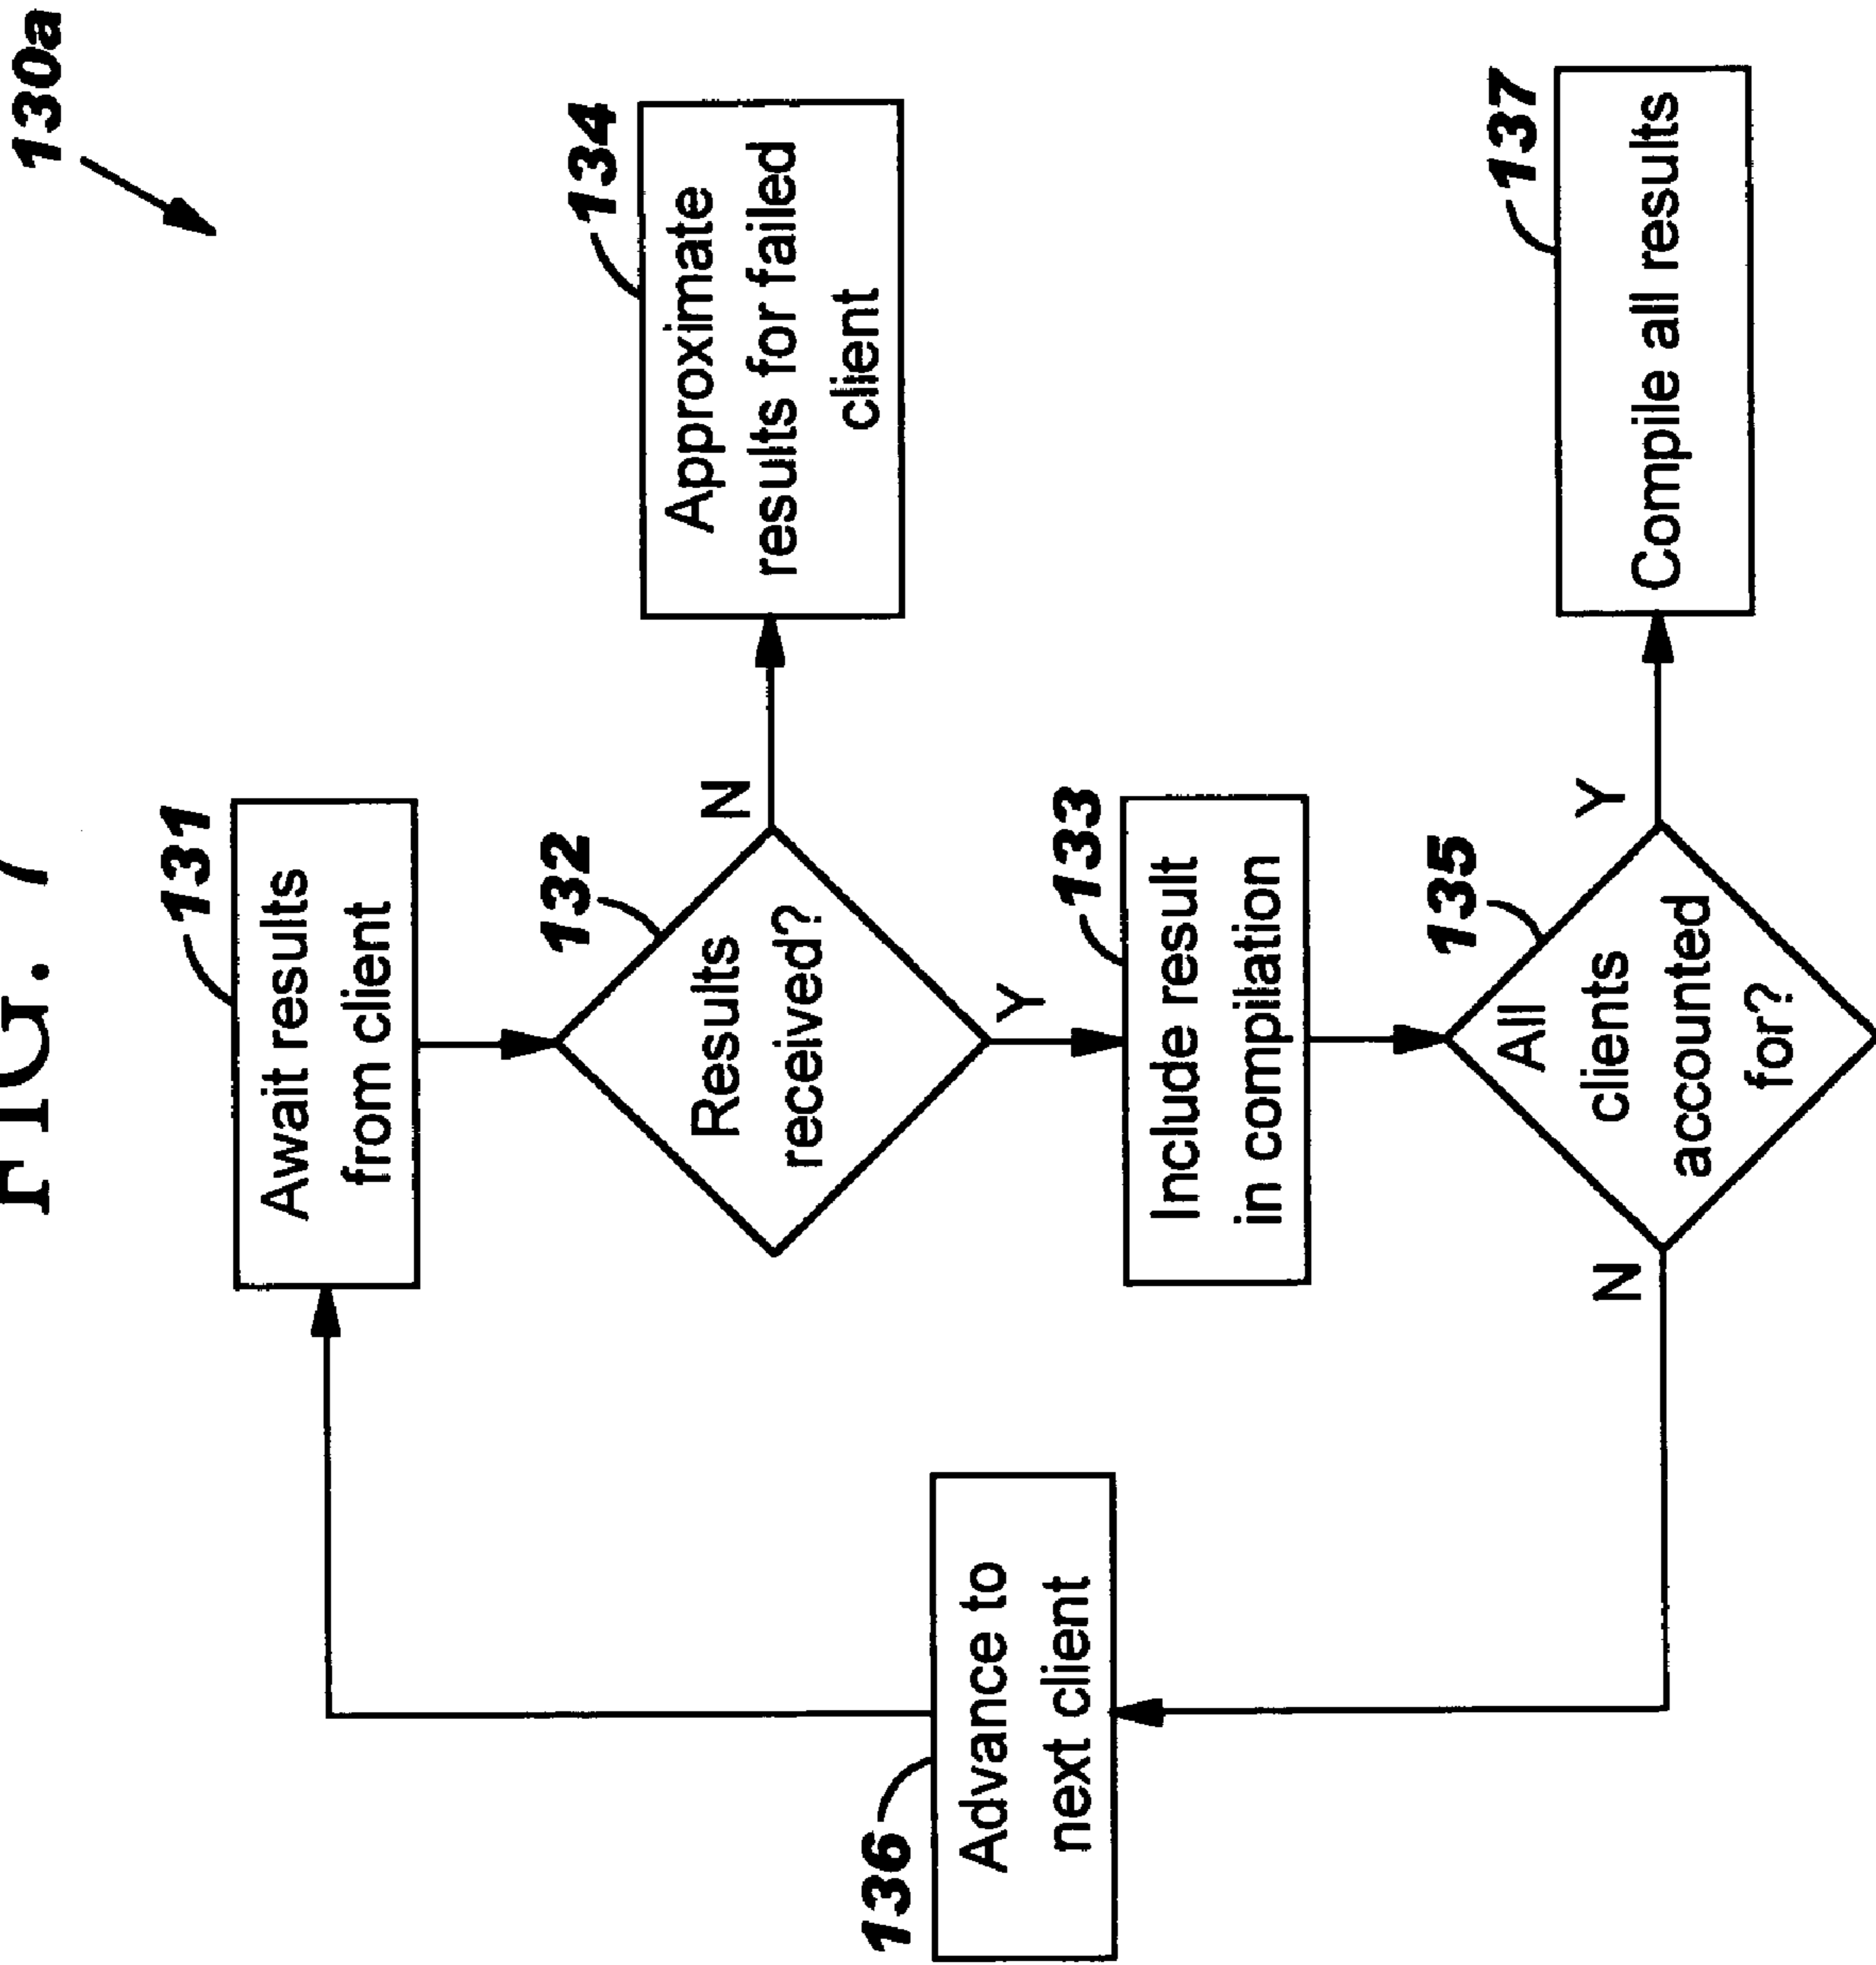 FIG. 7
130a
131
Await results
from client
132
Results
received?
N
134
Approximate
results for failed
client
Y
133
Include result
in compilation
136
Advance to
next client
135
All
clients
accounted
for?
N
Y
137
Compile all results